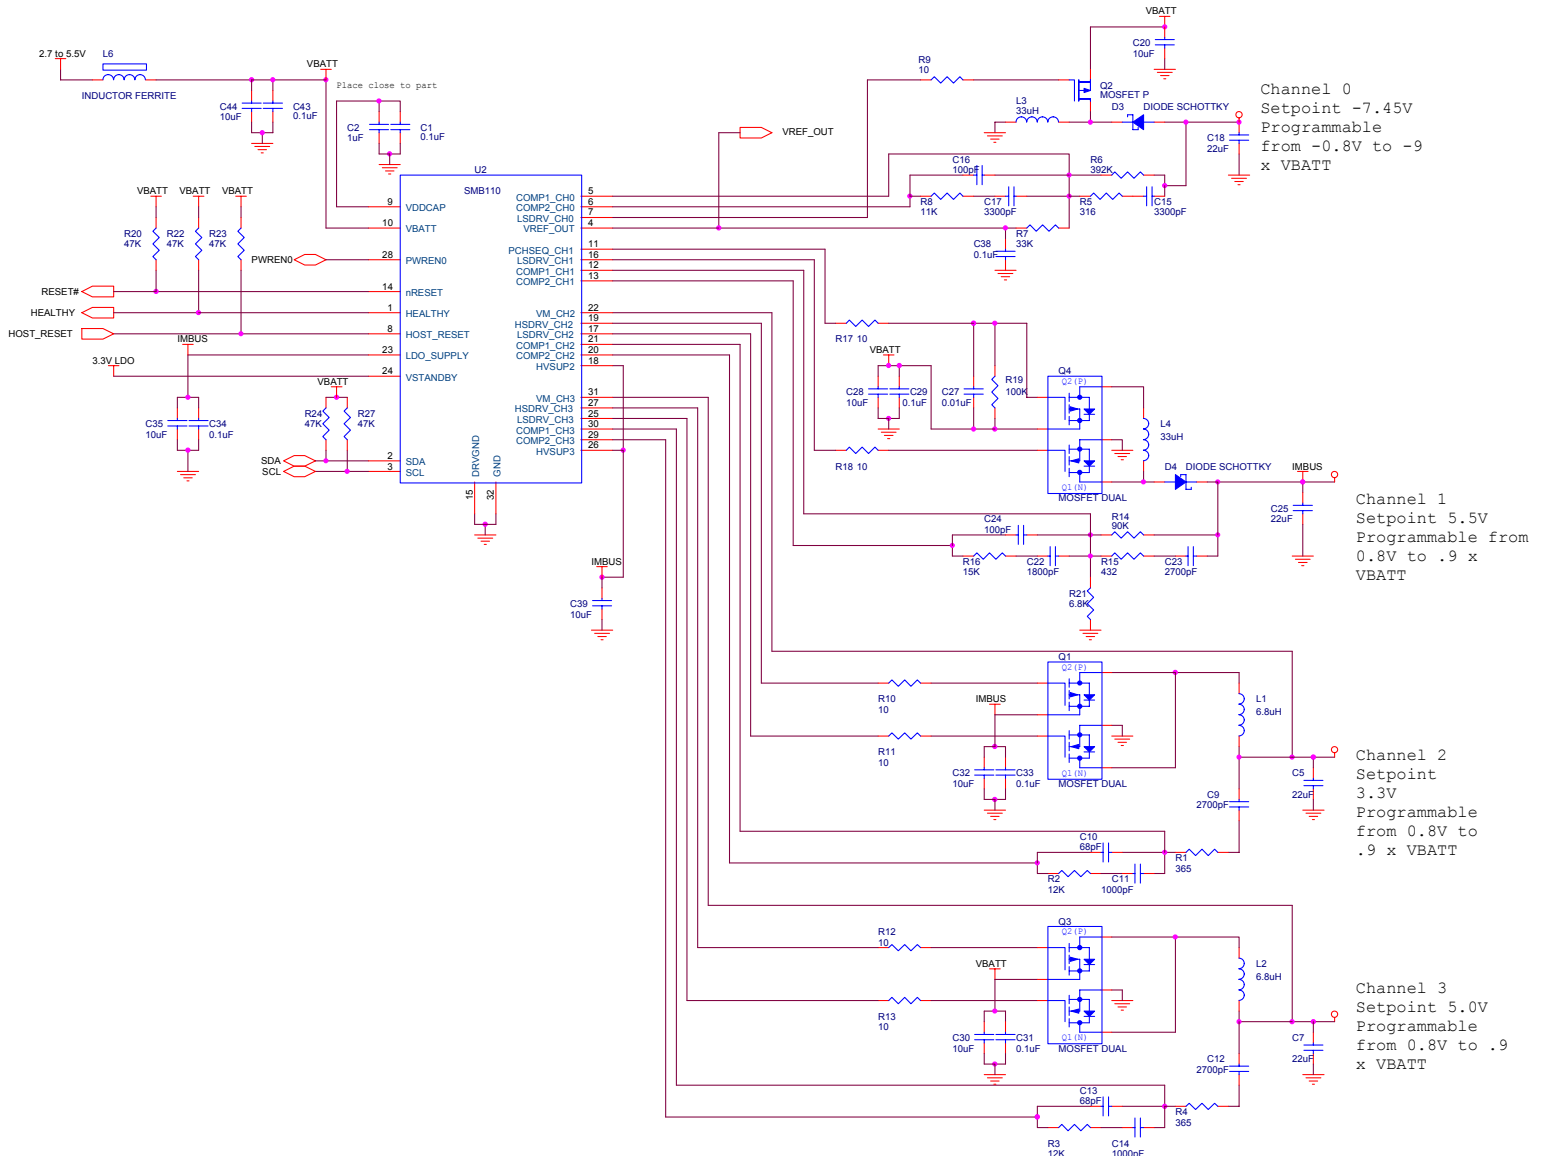 2.7 to 5.5V
L6
INDUCTOR FERRITE
VBATT
C44
10uF
C43
0.1uF
Place close to part
C2
1uF
C1
0.1uF
VBATT
VBATT
VBATT
R20
47K
R22
47K
R23
47K
PWREN0
RESET#
HEALTHY
HOST_RESET
IMBUS
3.3V LDO
VBATT
C35
10uF
C34
0.1uF
R24
47K
R27
47K
SDA
SCL
U2
SMB110
9 VDDCAP
10 VBATT
28 PWREN0
14 nRESET
1 HEALTHY
8 HOST_RESET
23 LDO_SUPPLY
24 VSTANDBY
2 SDA
3 SCL
DRVGND 15
GND 32
COMP1_CH0 5
COMP2_CH0 6
LSDRV_CH0 7
VREF_OUT 4
PCHSEQ_CH1 11
LSDRV_CH1 16
COMP1_CH1 12
COMP2_CH1 13
VM_CH2 22
HSDRV_CH2 19
LSDRV_CH2 17
COMP1_CH2 21
COMP2_CH2 20
HVSUP2 18
VM_CH3 31
HSDRV_CH3 27
LSDRV_CH3 25
COMP1_CH3 30
COMP2_CH3 29
HVSUP3 26
IMBUS
C39
10uF
VREF_OUT
R9
10
VBATT
C20
10uF
Q2
MOSFET P
L3
33uH
D3
DIODE SCHOTTKY
C18
22uF
C16
100pF
R8
11K
C17
3300pF
R6
392K
R5
316
C15
3300pF
R7
33K
C38
0.1uF
Channel 0
Setpoint -7.45V
Programmable
from -0.8V to -9
x VBATT
R17 10
VBATT
C28
10uF
C29
0.1uF
C27
0.01uF
R19
100K
R18 10
Q4
Q2(P)
Q1(N)
MOSFET DUAL
L4
33uH
D4
DIODE SCHOTTKY
IMBUS
C25
22uF
C24
100pF
R16
15K
C22
1800pF
R14
90K
R15
432
C23
2700pF
R21
6.8K
Channel 1
Setpoint 5.5V
Programmable from
0.8V to .9 x
VBATT
R10
10
R11
10
IMBUS
C32
10uF
C33
0.1uF
Q1
Q2(P)
Q1(N)
MOSFET DUAL
L1
6.8uH
C5
22uF
C9
2700pF
C10
68pF
R2
12K
C11
1000pF
R1
365
Channel 2
Setpoint
3.3V
Programmable
from 0.8V to
.9 x VBATT
R12
10
R13
10
VBATT
C30
10uF
C31
0.1uF
Q3
Q2(P)
Q1(N)
MOSFET DUAL
L2
6.8uH
C7
22uF
C12
2700pF
C13
68pF
R3
12K
C14
1000pF
R4
365
Channel 3
Setpoint 5.0V
Programmable
from 0.8V to .9
x VBATT